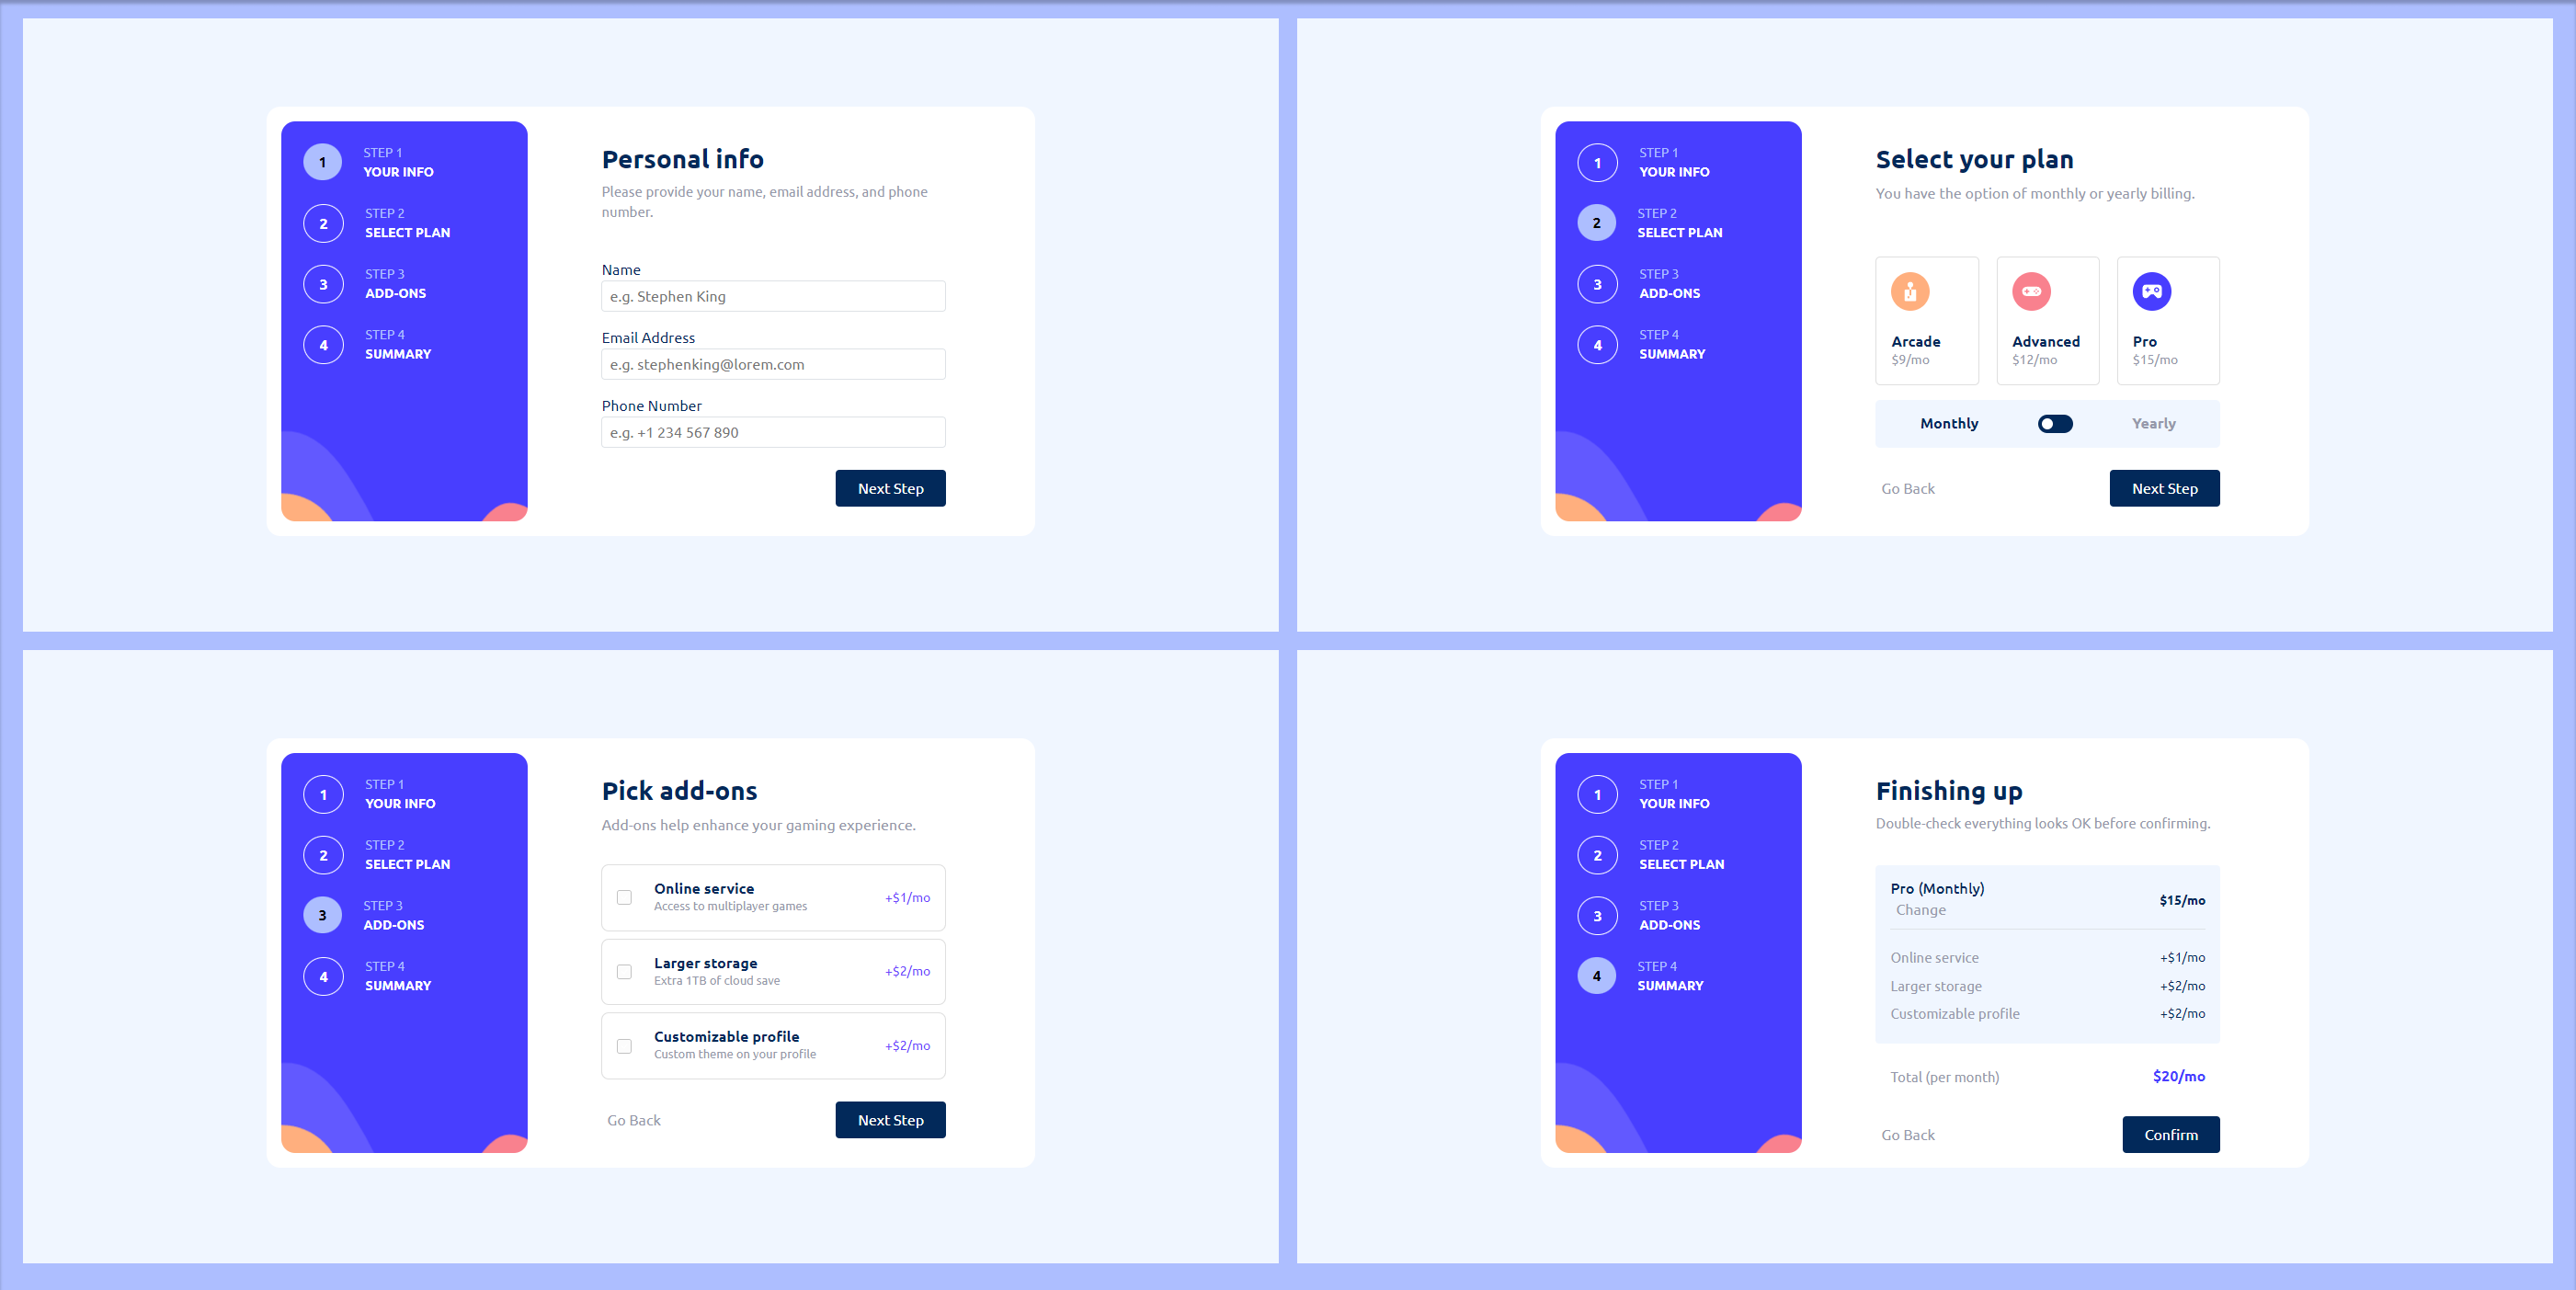 1
STEP 1
YOUR INFO
2
STEP 2
SELECT PLAN
3
STEP 3
ADD-ONS
4
STEP 4
SUMMARY
Personal info
Please provide your name, email address, and phone
number.
Name
e.g. Stephen King
Email Address
e.g. stephenking@lorem.com
Phone Number
e.g. +1 234 567 890
Next Step
1
STEP 1
YOUR INFO
2
STEP 2
SELECT PLAN
3
STEP 3
ADD-ONS
4
STEP 4
SUMMARY
Select your plan
You have the option of monthly or yearly billing.
Arcade
$9/mo
Advanced
$12/mo
Pro
$15/mo
Monthly
Yearly
Go Back
Next Step
1
STEP 1
YOUR INFO
2
STEP 2
SELECT PLAN
3
STEP 3
ADD-ONS
4
STEP 4
SUMMARY
Pick add-ons
Add-ons help enhance your gaming experience.
Online service
Access to multiplayer games
+$1/mo
Larger storage
Extra 1TB of cloud save
+$2/mo
Customizable profile
Custom theme on your profile
+$2/mo
Go Back
Next Step
1
STEP 1
YOUR INFO
2
STEP 2
SELECT PLAN
3
STEP 3
ADD-ONS
4
STEP 4
SUMMARY
Finishing up
Double-check everything looks OK before confirming.
Pro (Monthly)
Change
$15/mo
Online service +$1/mo
Larger storage +$2/mo
Customizable profile +$2/mo
Total (per month) $20/mo
Go Back
Confirm